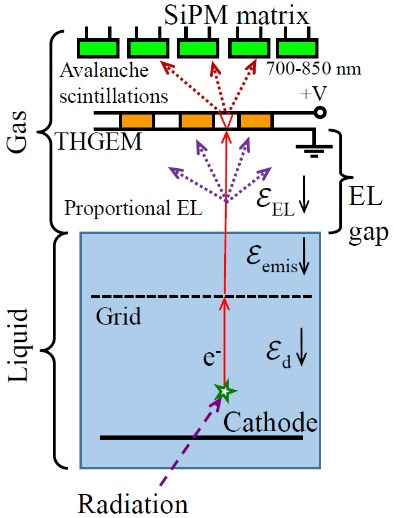 SiPM matrix
Avalanche
scintillations
700-850 nm
+V
Gas
THGEM
Proportional EL
ℰEL
EL
gap
ℰemis
Grid
Liquid
e-
ℰd
Cathode
Radiation